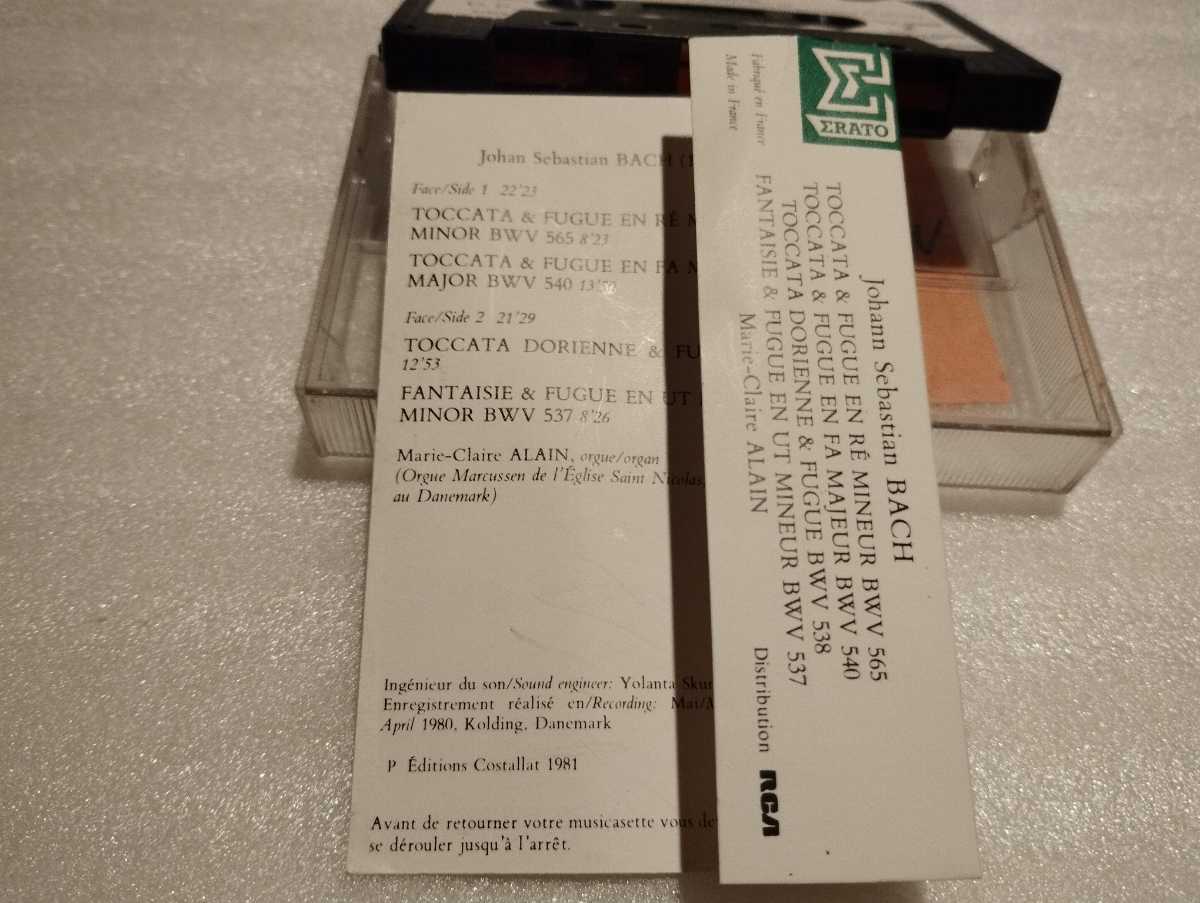 Johan Sebastian BACH
Face/Side 1 22'23
TOCCATA & FUGUE EN RÉ
MINOR BWV 565 8'23
TOCCATA & FUGUE EN FA
MAJOR BWV 540
Face/Side 2 21'29
TOCCATA DORIENNE &
12'53
FANTAISIE & FUGUE EN UT
MINOR BWV 537 8'26
Marie-Claire ALAIN, orgue/organ
(Orgue Marcussen de l'Église Saint Nicolas,
au Danemark)
Ingénieur du son/Sound engineer: Yolanta
Enregistrement réalisé en/Recording: Mai/
April 1980, Kolding, Danemark
P Éditions Costallat 1981
Avant de retourner votre musicasette vous
se dérouler jusqu'à l'arrêt.
ERATO
Fabriqué en France
Made in France
Johann Sebastian BACH
TOCCATA & FUGUE EN RÉ MINEUR BWV 565
TOCCATA & FUGUE EN FA MAJEUR BWV 540
TOCCATA DORIENNE & FUGUE BWV 538
FANTAISIE & FUGUE EN UT MINEUR BWV 537
Marie-Claire ALAIN
Distribution RCA